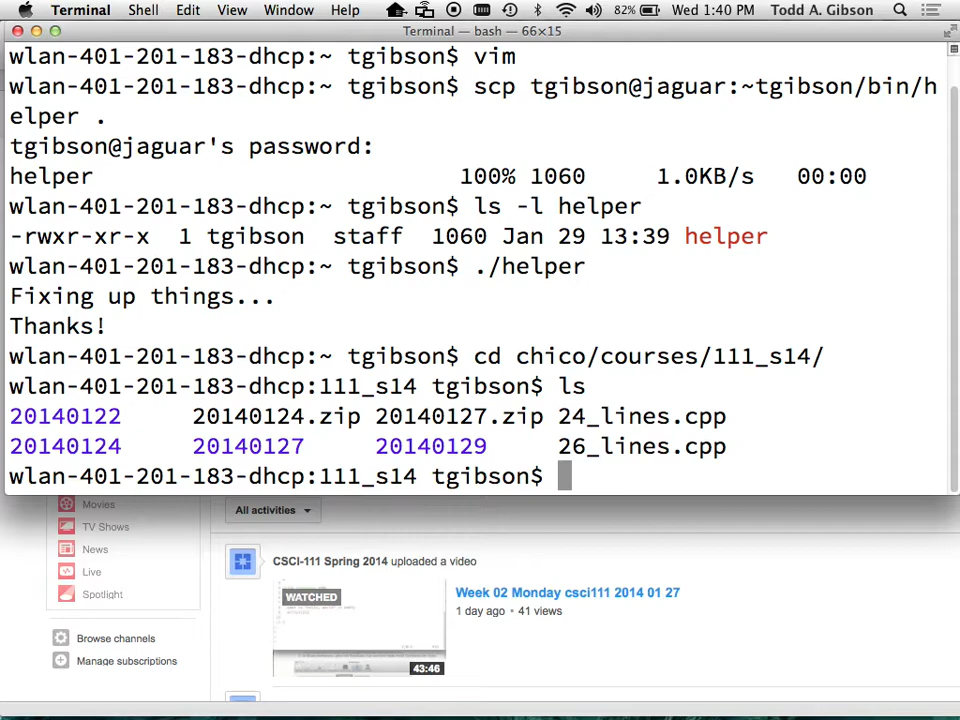 Terminal Shell Edit View Window Help 82% Wed 1:40 PM Todd A. Gibson
Terminal — bash — 66×15
wlan-401-201-183-dhcp:~ tgibson$ vim
wlan-401-201-183-dhcp:~ tgibson$ scp tgibson@jaguar:~tgibson/bin/h
elper .
tgibson@jaguar's password:
helper 100% 1060 1.0KB/s 00:00
wlan-401-201-183-dhcp:~ tgibson$ ls -l helper
-rwxr-xr-x 1 tgibson staff 1060 Jan 29 13:39 helper
wlan-401-201-183-dhcp:~ tgibson$ ./helper
Fixing up things...
Thanks!
wlan-401-201-183-dhcp:~ tgibson$ cd chico/courses/111_s14/
wlan-401-201-183-dhcp:111_s14 tgibson$ ls
20140122 20140124.zip 20140127.zip 24_lines.cpp
20140124 20140127 20140129 26_lines.cpp
wlan-401-201-183-dhcp:111_s14 tgibson$
Movies
All activities
TV Shows
News
CSCI-111 Spring 2014 uploaded a video
Live
WATCHED
Week 02 Monday csci111 2014 01 27
Spotlight
1 day ago • 41 views
Browse channels
Manage subscriptions
43:46